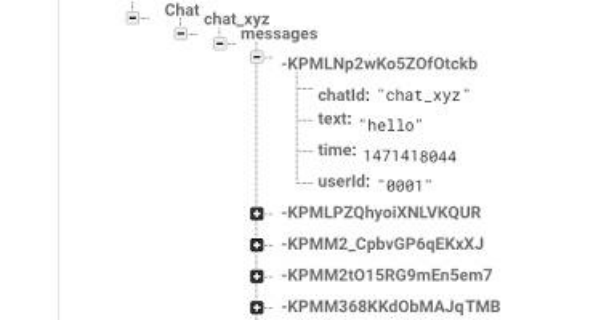 Chat
chat_xyz
messages
-KPMLNp2wKo5ZOfOtckb
chatId: "chat_xyz"
text: "hello"
time: 1471418044
userId: "0001"
-KPMLPZQhyoiXNLVKQUR
-KPMM2_CpbvGP6qEKxXJ
-KPMM2tO15RG9mEn5em7
-KPMM368KKdObMAJqTMB